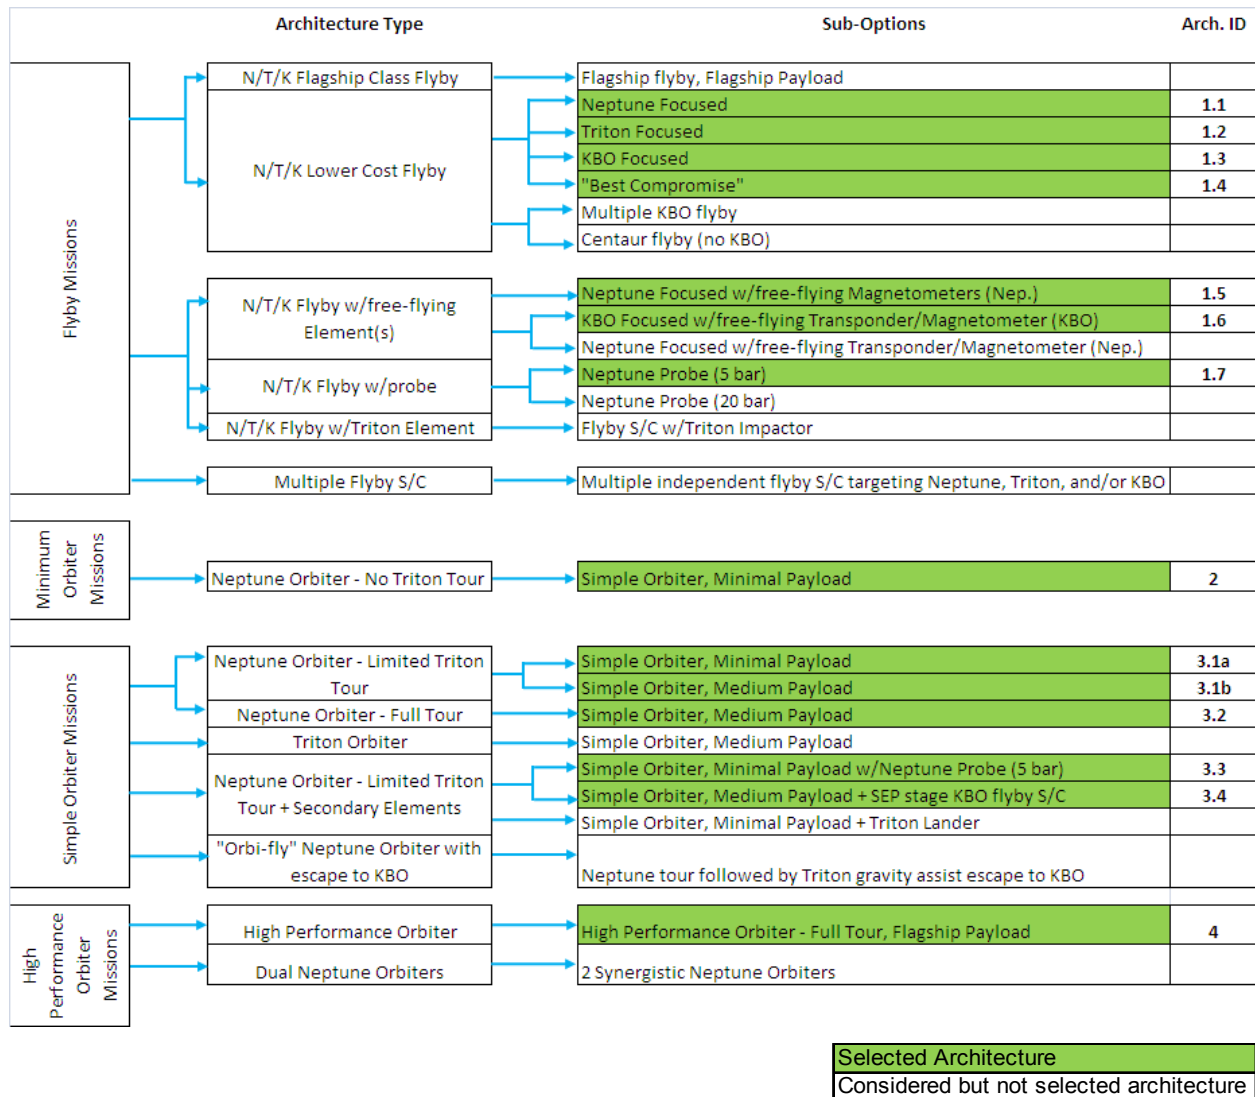 Architecture Type Sub-Options Arch. ID
Flyby Missions
N/T/K Flagship Class Flyby Flagship flyby, Flagship Payload
N/T/K Lower Cost Flyby
Neptune Focused 1.1
Triton Focused 1.2
KBO Focused 1.3
"Best Compromise" 1.4
Multiple KBO flyby
Centaur flyby (no KBO)
N/T/K Flyby w/free-flying
Element(s)
Neptune Focused w/free-flying Magnetometers (Nep.) 1.5
KBO Focused w/free-flying Transponder/Magnetometer (KBO) 1.6
Neptune Focused w/free-flying Transponder/Magnetometer (Nep.)
N/T/K Flyby w/probe
Neptune Probe (5 bar) 1.7
Neptune Probe (20 bar)
N/T/K Flyby w/Triton Element Flyby S/C w/Triton Impactor
Multiple Flyby S/C Multiple independent flyby S/C targeting Neptune, Triton, and/or KBO
Minimum
Orbiter
Missions
Neptune Orbiter - No Triton Tour Simple Orbiter, Minimal Payload 2
Simple Orbiter Missions
Neptune Orbiter - Limited Triton
Tour
Simple Orbiter, Minimal Payload 3.1a
Simple Orbiter, Medium Payload 3.1b
Neptune Orbiter - Full Tour Simple Orbiter, Medium Payload 3.2
Triton Orbiter Simple Orbiter, Medium Payload
Neptune Orbiter - Limited Triton
Tour + Secondary Elements
Simple Orbiter, Minimal Payload w/Neptune Probe (5 bar) 3.3
Simple Orbiter, Medium Payload + SEP stage KBO flyby S/C 3.4
Simple Orbiter, Minimal Payload + Triton Lander
"Orbi-fly" Neptune Orbiter with
escape to KBO
Neptune tour followed by Triton gravity assist escape to KBO
High
Performance
Orbiter
Missions
High Performance Orbiter High Performance Orbiter - Full Tour, Flagship Payload 4
Dual Neptune Orbiters 2 Synergistic Neptune Orbiters
Selected Architecture
Considered but not selected architecture